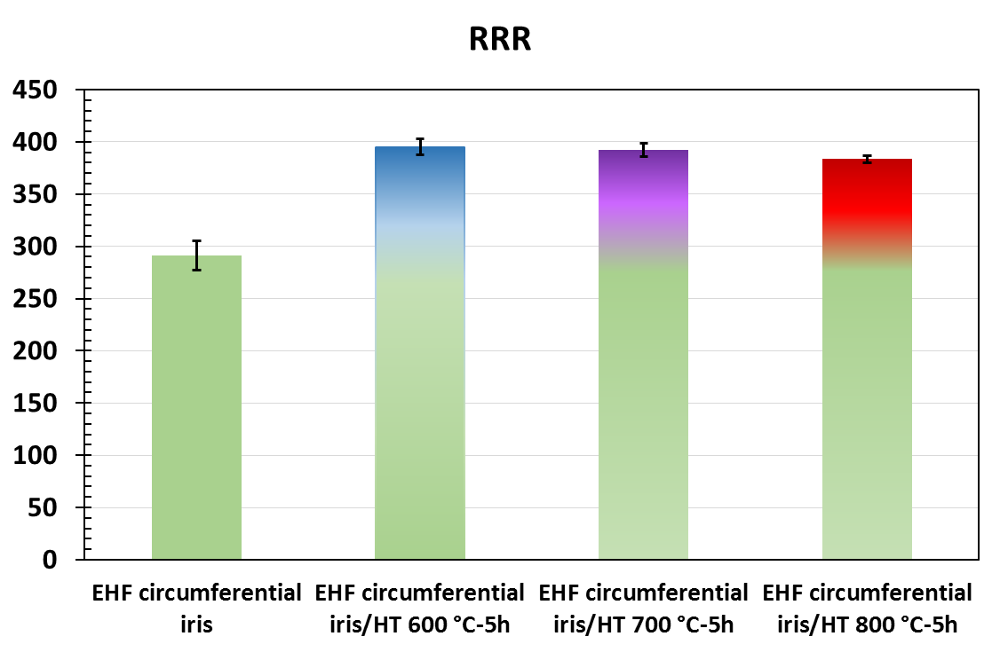 RRR
450
400
350
300
250
200
150
100
50
0
EHF circumferential
iris
EHF circumferential
iris/HT 600 °C-5h
EHF circumferential
iris/HT 700 °C-5h
EHF circumferential
iris/HT 800 °C-5h